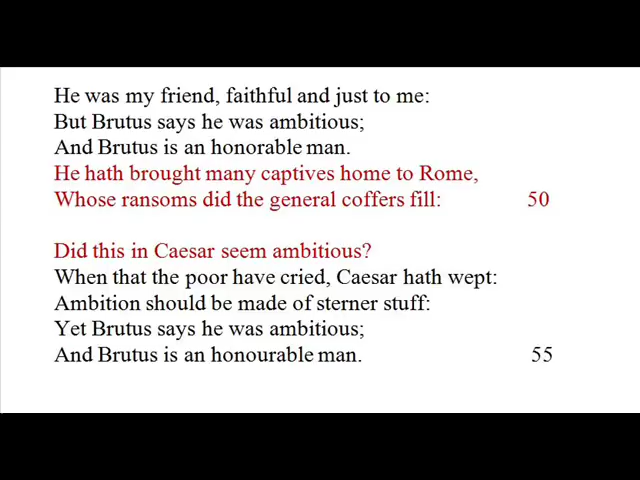 He was my friend, faithful and just to me:
But Brutus says he was ambitious;
And Brutus is an honorable man.
He hath brought many captives home to Rome,
Whose ransoms did the general coffers fill: 50
Did this in Caesar seem ambitious?
When that the poor have cried, Caesar hath wept:
Ambition should be made of sterner stuff:
Yet Brutus says he was ambitious;
And Brutus is an honourable man. 55